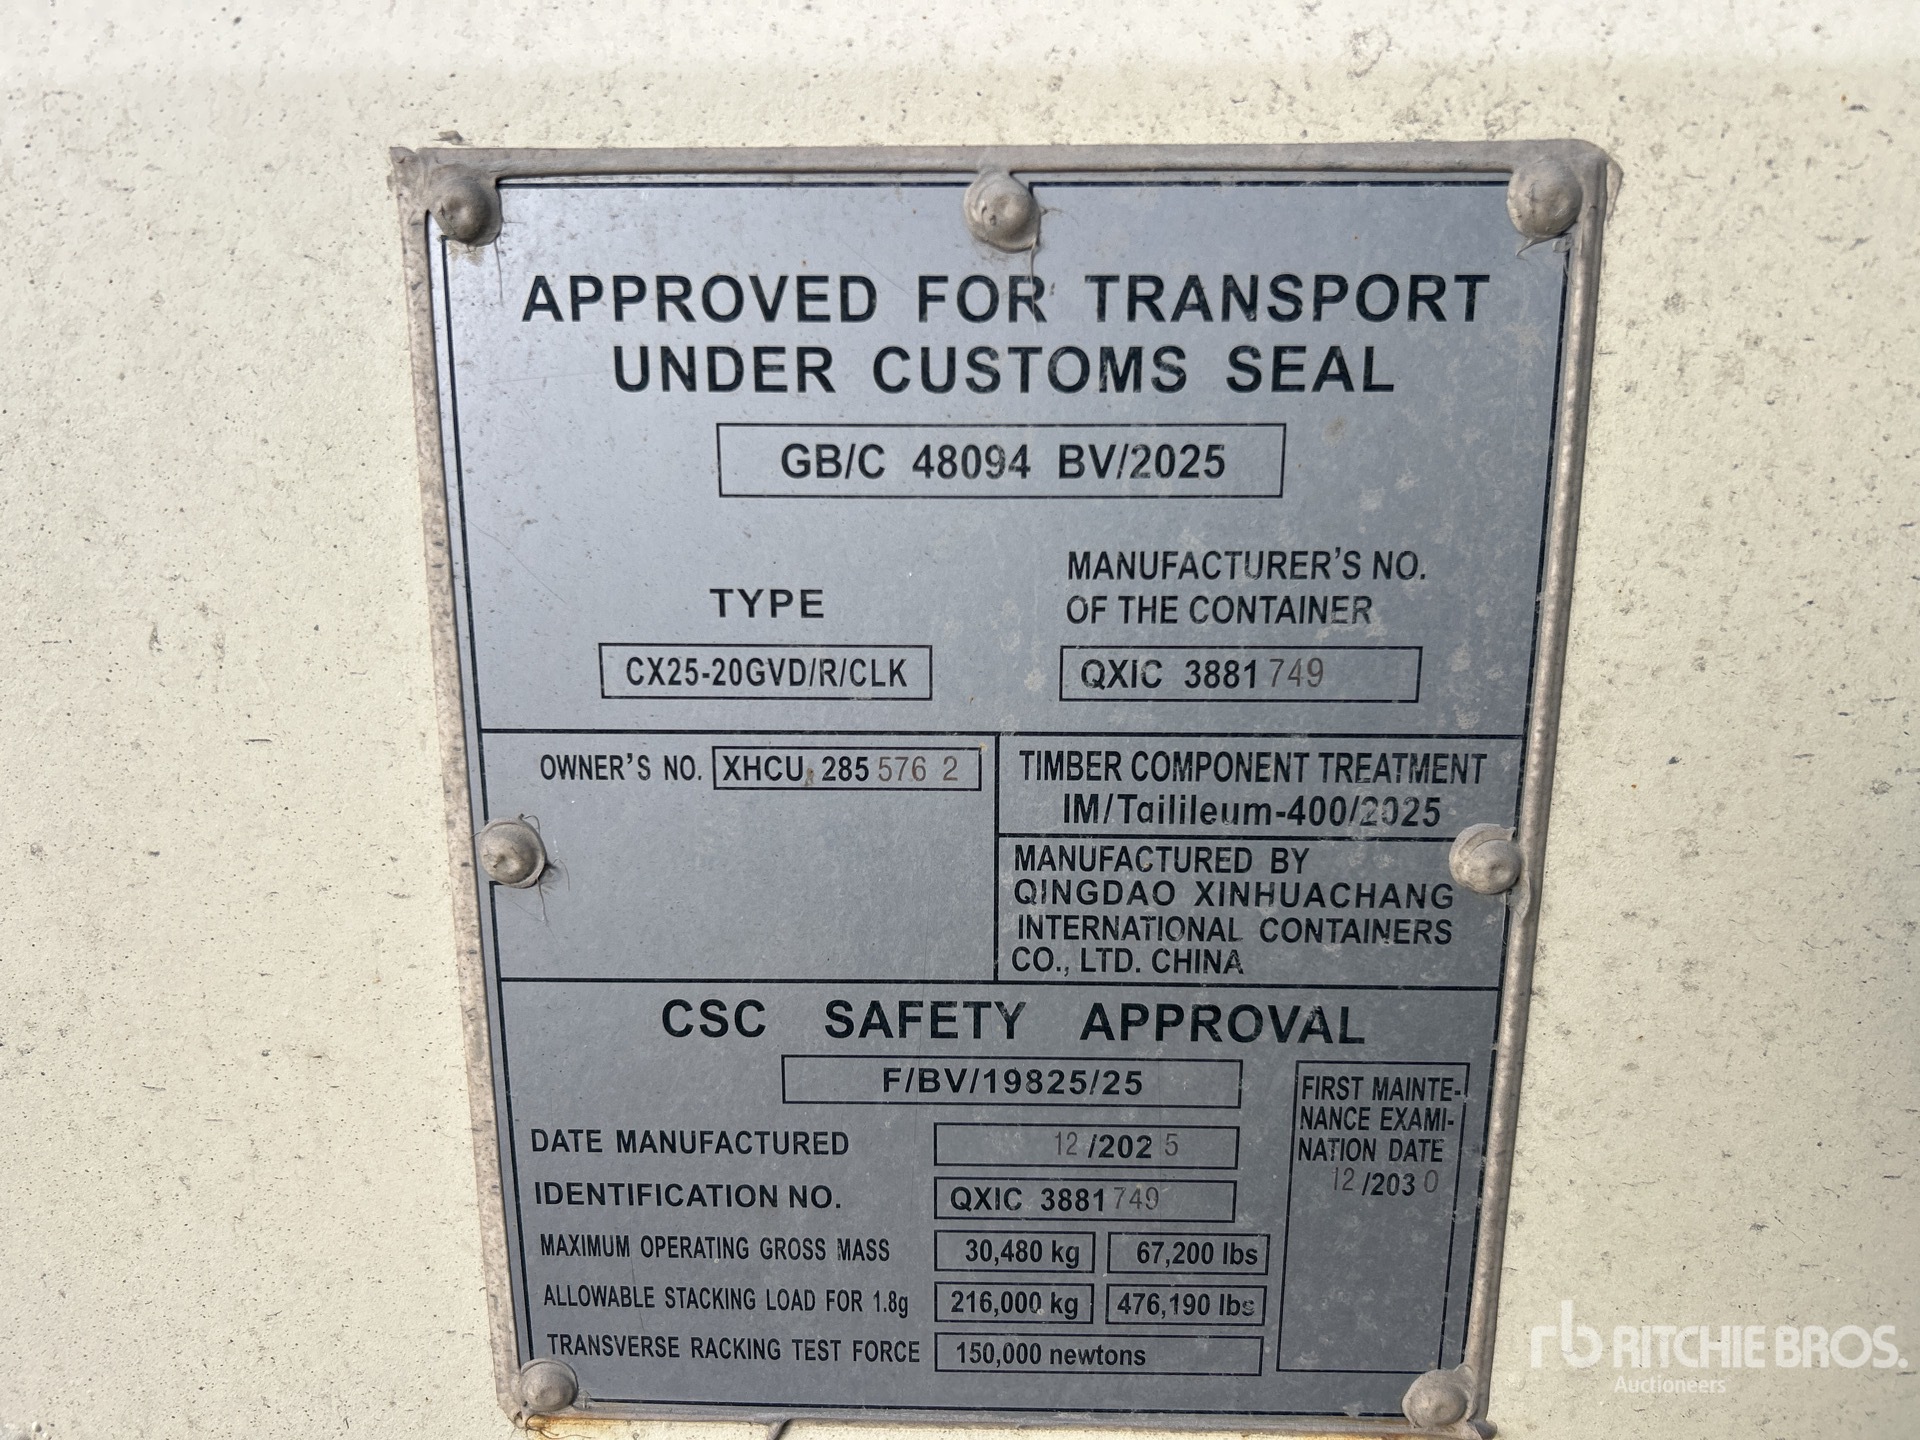 APPROVED FOR TRANSPORT
UNDER CUSTOMS SEAL
GB/C 48094 BV/2025
TYPE
CX25-20GVD/R/CLK
MANUFACTURER'S NO.
OF THE CONTAINER
QXIC 3881749
OWNER'S NO. XHCU 285 576 2
TIMBER COMPONENT TREATMENT
IM/Tailileum-400/2025
MANUFACTURED BY
QINGDAO XINHUACHANG
INTERNATIONAL CONTAINERS
CO., LTD. CHINA
CSC SAFETY APPROVAL
F/BV/19825/25
DATE MANUFACTURED 12/2025
IDENTIFICATION NO. QXIC 3881749
MAXIMUM OPERATING GROSS MASS 30,480 kg 67,200 lbs
ALLOWABLE STACKING LOAD FOR 1.8g 216,000 kg 476,190 lbs
TRANSVERSE RACKING TEST FORCE 150,000 newtons
FIRST MAINTE-
NANCE EXAMI-
NATION DATE
12/2030
rb RITCHIE BROS.
Auctioneers